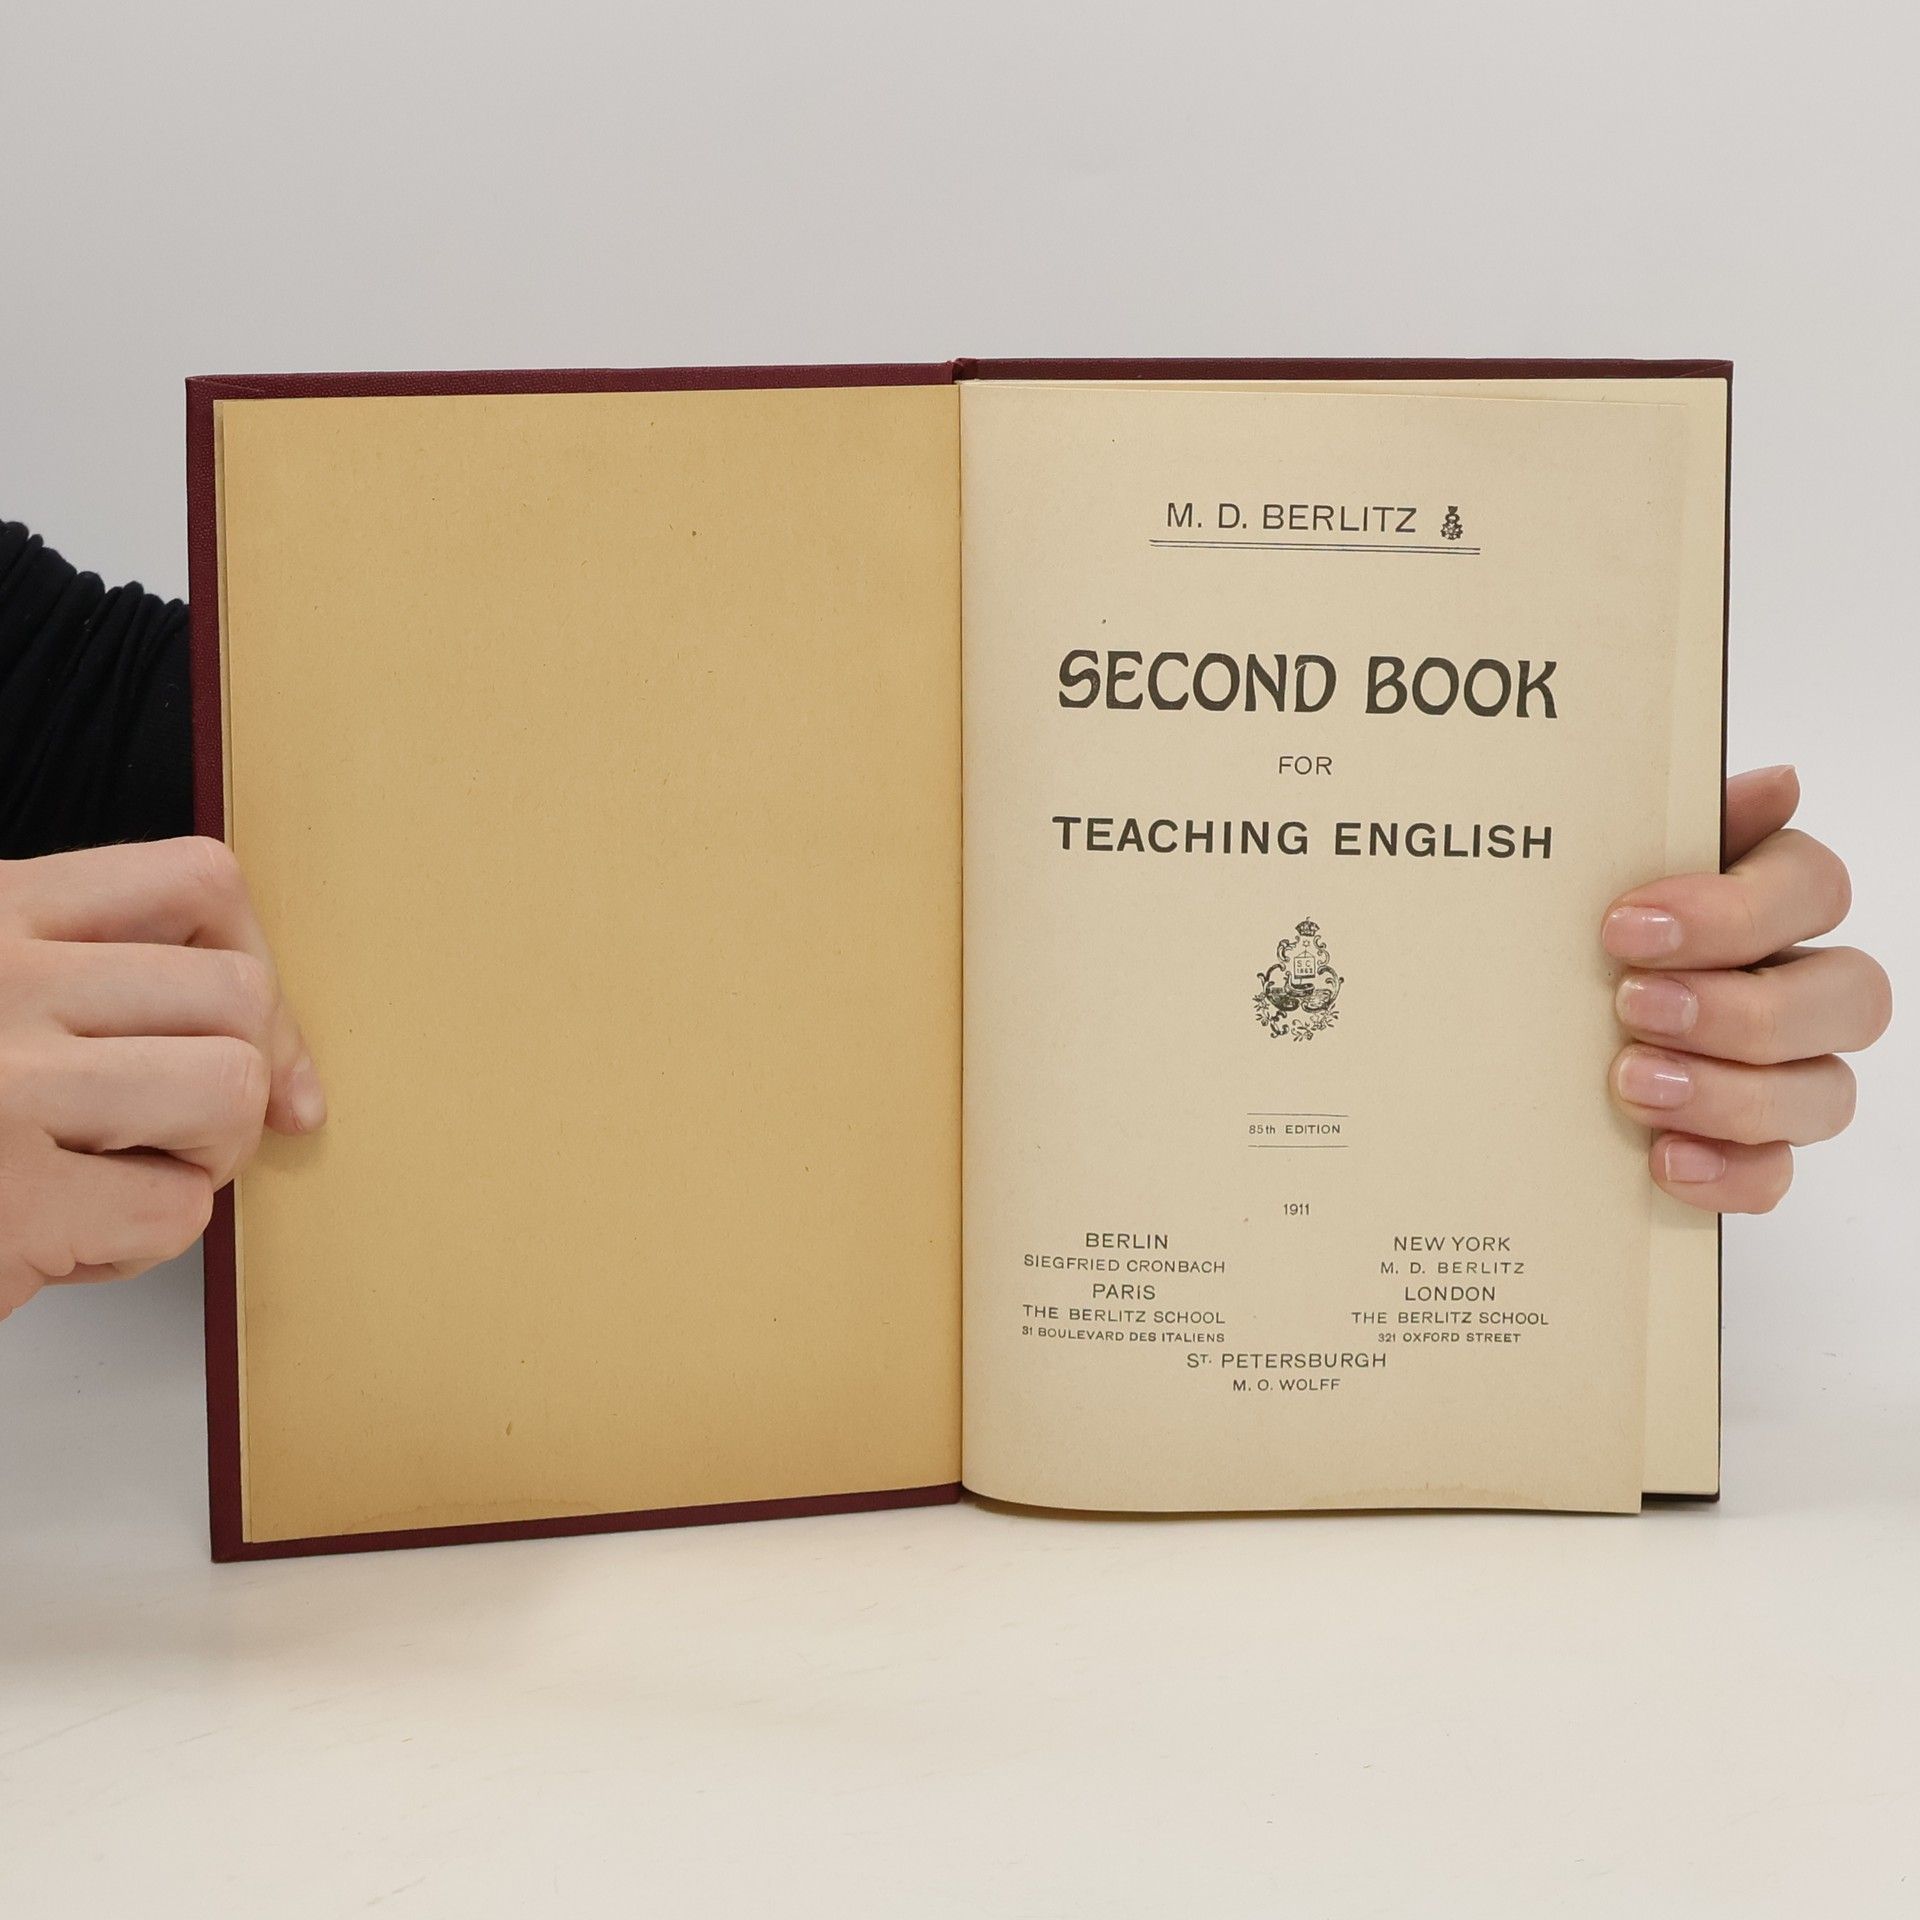 M. D. BERLITZ
SECOND BOOK
FOR
TEACHING ENGLISH
S C
1862
85th EDITION
1911
BERLIN
SIEGFRIED CRONBACH
PARIS
THE BERLITZ SCHOOL
31 BOULEVARD DES ITALIENS
NEW YORK
M. D. BERLITZ
LONDON
THE BERLITZ SCHOOL
321 OXFORD STREET
ST. PETERSBURGH
M. O. WOLFF